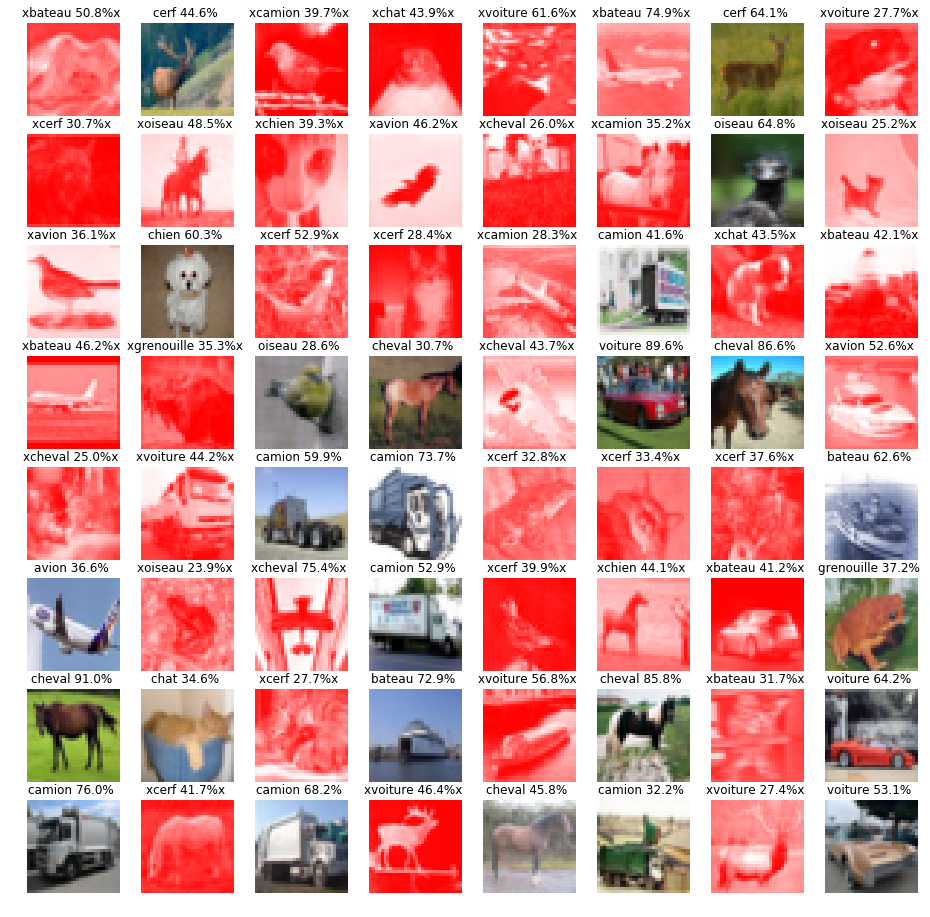 xbateau 50.8%x cerf 44.6% xcamion 39.7%x xchat 43.9%x xvoiture 61.6%x xbateau 74.9%x cerf 64.1% xvoiture 27.7%x
xcerf 30.7%x xoiseau 48.5%x xchien 39.3%x xavion 46.2%x xcheval 26.0%x xcamion 35.2%x oiseau 64.8% xoiseau 25.2%x
xavion 36.1%x chien 60.3% xcerf 52.9%x xcerf 28.4%x xcamion 28.3%x camion 41.6% xchat 43.5%x xbateau 42.1%x
xbateau 46.2%x xgrenouille 35.3%x oiseau 28.6% cheval 30.7% xcheval 43.7%x voiture 89.6% cheval 86.6% xavion 52.6%x
xcheval 25.0%x xvoiture 44.2%x camion 59.9% camion 73.7% xcerf 32.8%x xcerf 33.4%x xcerf 37.6%x bateau 62.6%
avion 36.6% xoiseau 23.9%x xcheval 75.4%x camion 52.9% xcerf 39.9%x xchien 44.1%x xbateau 41.2%x grenouille 37.2%
cheval 91.0% chat 34.6% xcerf 27.7%x bateau 72.9% xvoiture 56.8%x cheval 85.8% xbateau 31.7%x voiture 64.2%
camion 76.0% xcerf 41.7%x camion 68.2% xvoiture 46.4%x cheval 45.8% camion 32.2% xvoiture 27.4%x voiture 53.1%